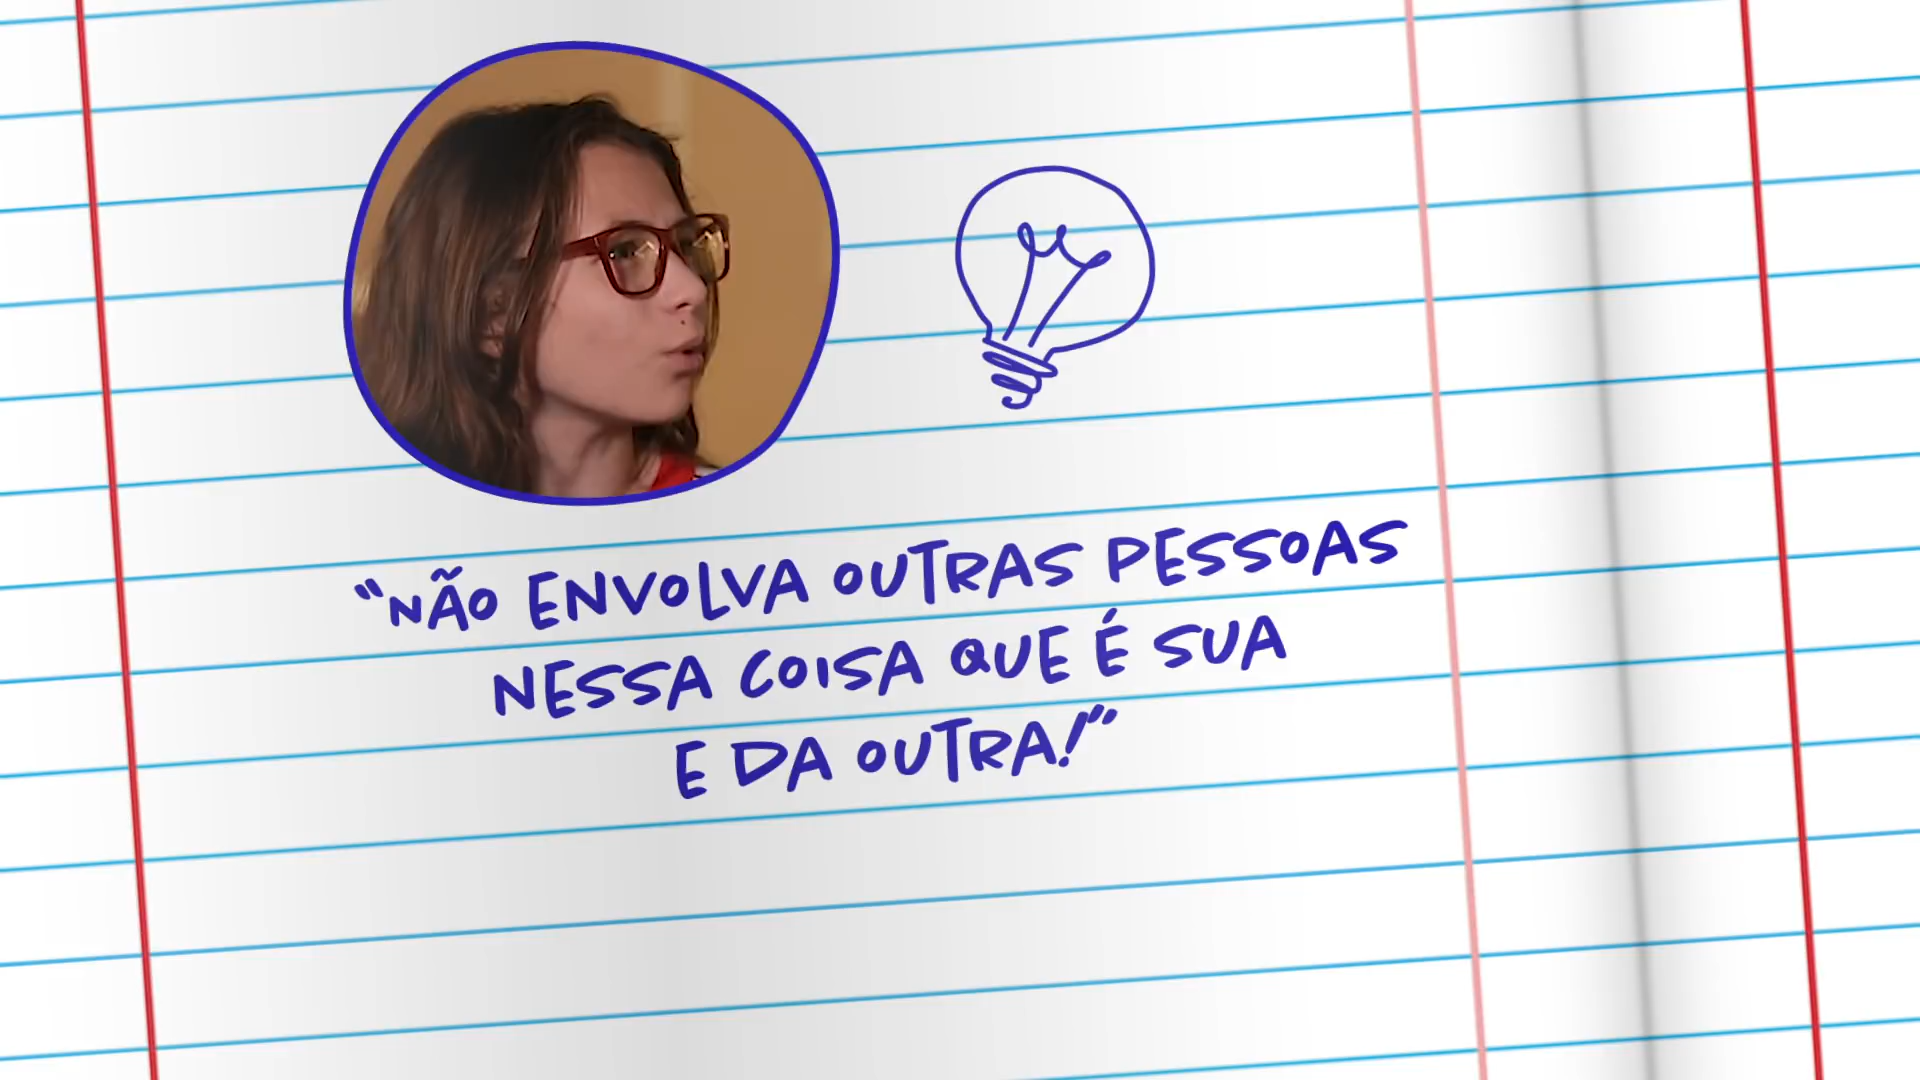 “NÃO ENVOLVA OUTRAS PESSOAS
NESSA COISA QUE É SUA
E DA OUTRA!”